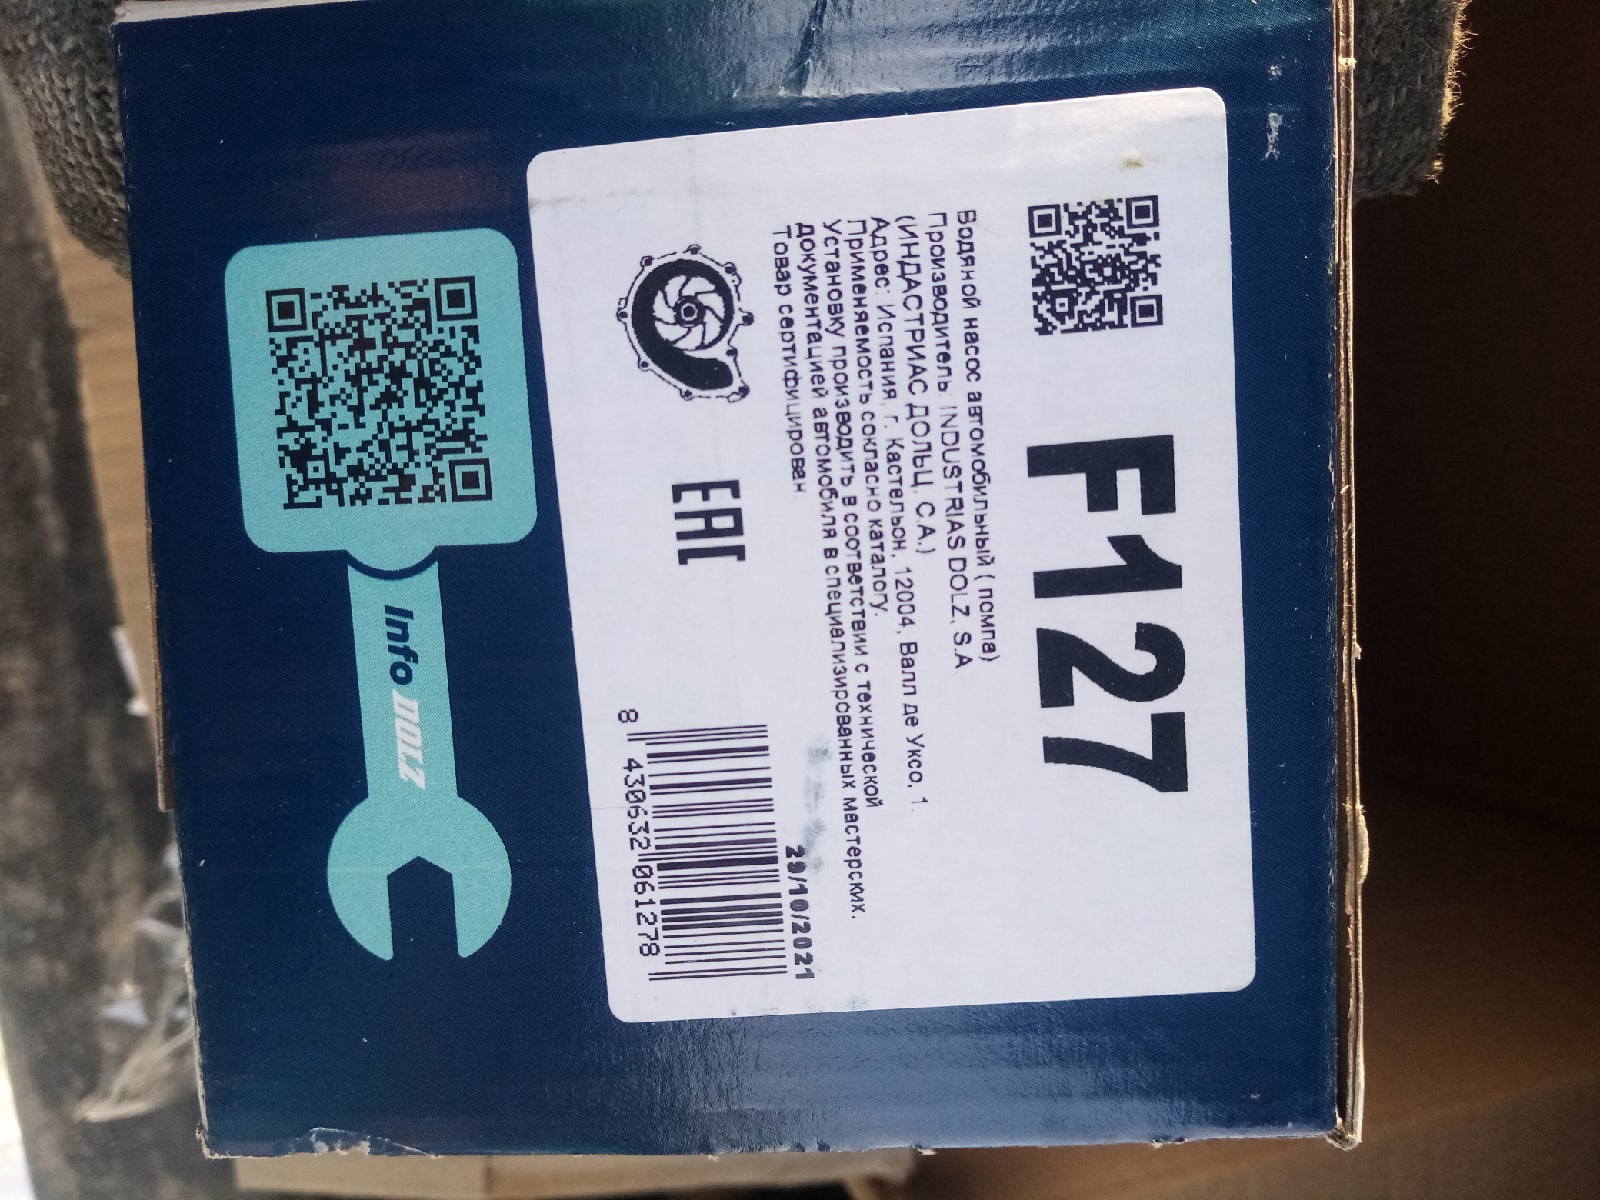 F127
Водяной насос автомобильный ( помпа)
Производитель: INDUSTRIAS DOLZ, S.A.
(ИНДАСТРИАС ДОЛЬЦ, С.А.)
Адрес: Испания, г. Кастельон, 12004, Валл де Уксо, 1.
Применяемость сокласно каталогу.
Установку производить в соответствии с технической
документацией автомобиля в специализированных мастерских.
Товар сертифицирован.
29/10/2021
EAC
8 430632 061278
Info DOLZ